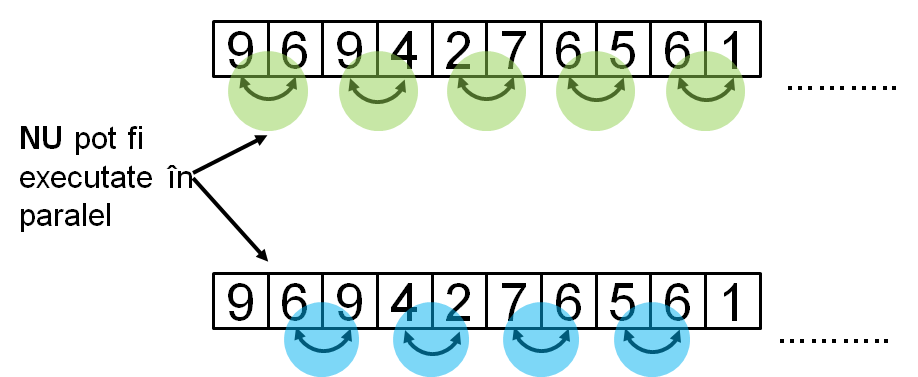 9 6 9 4 2 7 6 5 6 1
...........
NU pot fi
executate în
paralel
9 6 9 4 2 7 6 5 6 1
...........